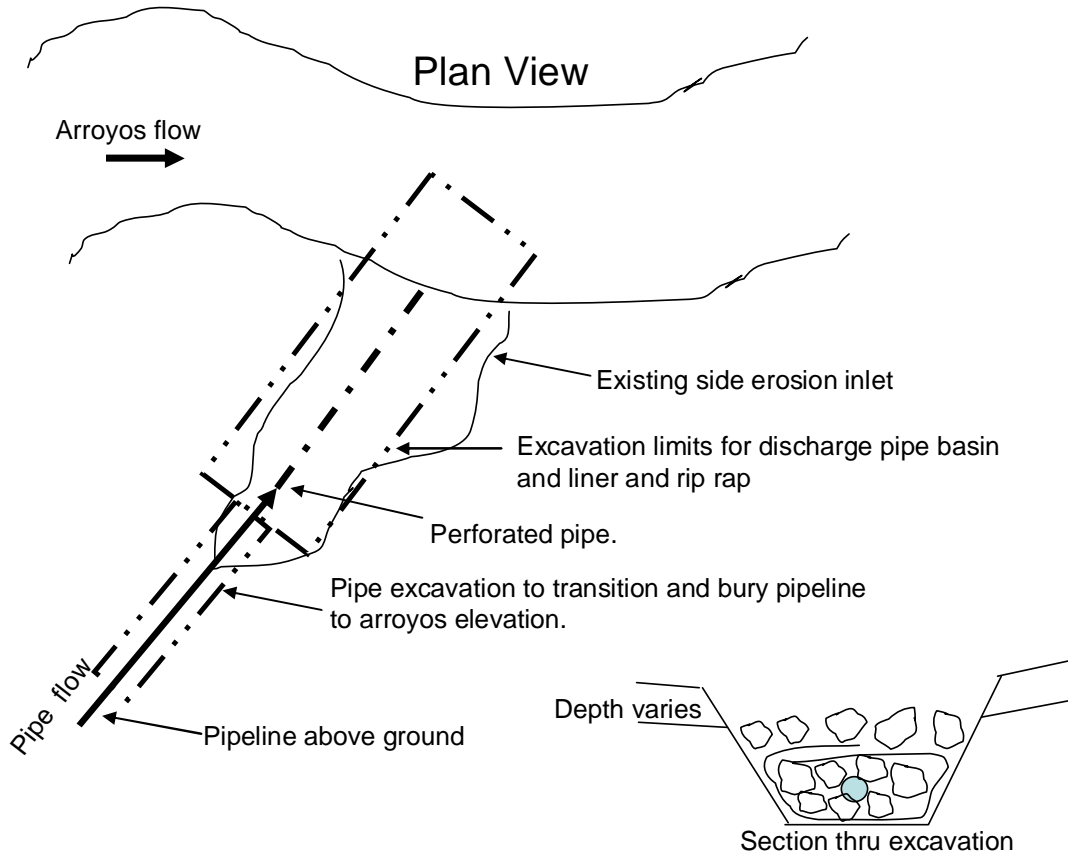 Plan View
Arroyos flow
Existing side erosion inlet
Excavation limits for discharge pipe basin
and liner and rip rap
Perforated pipe.
Pipe excavation to transition and bury pipeline
to arroyos elevation.
Pipe flow
Pipeline above ground
Depth varies
Section thru excavation